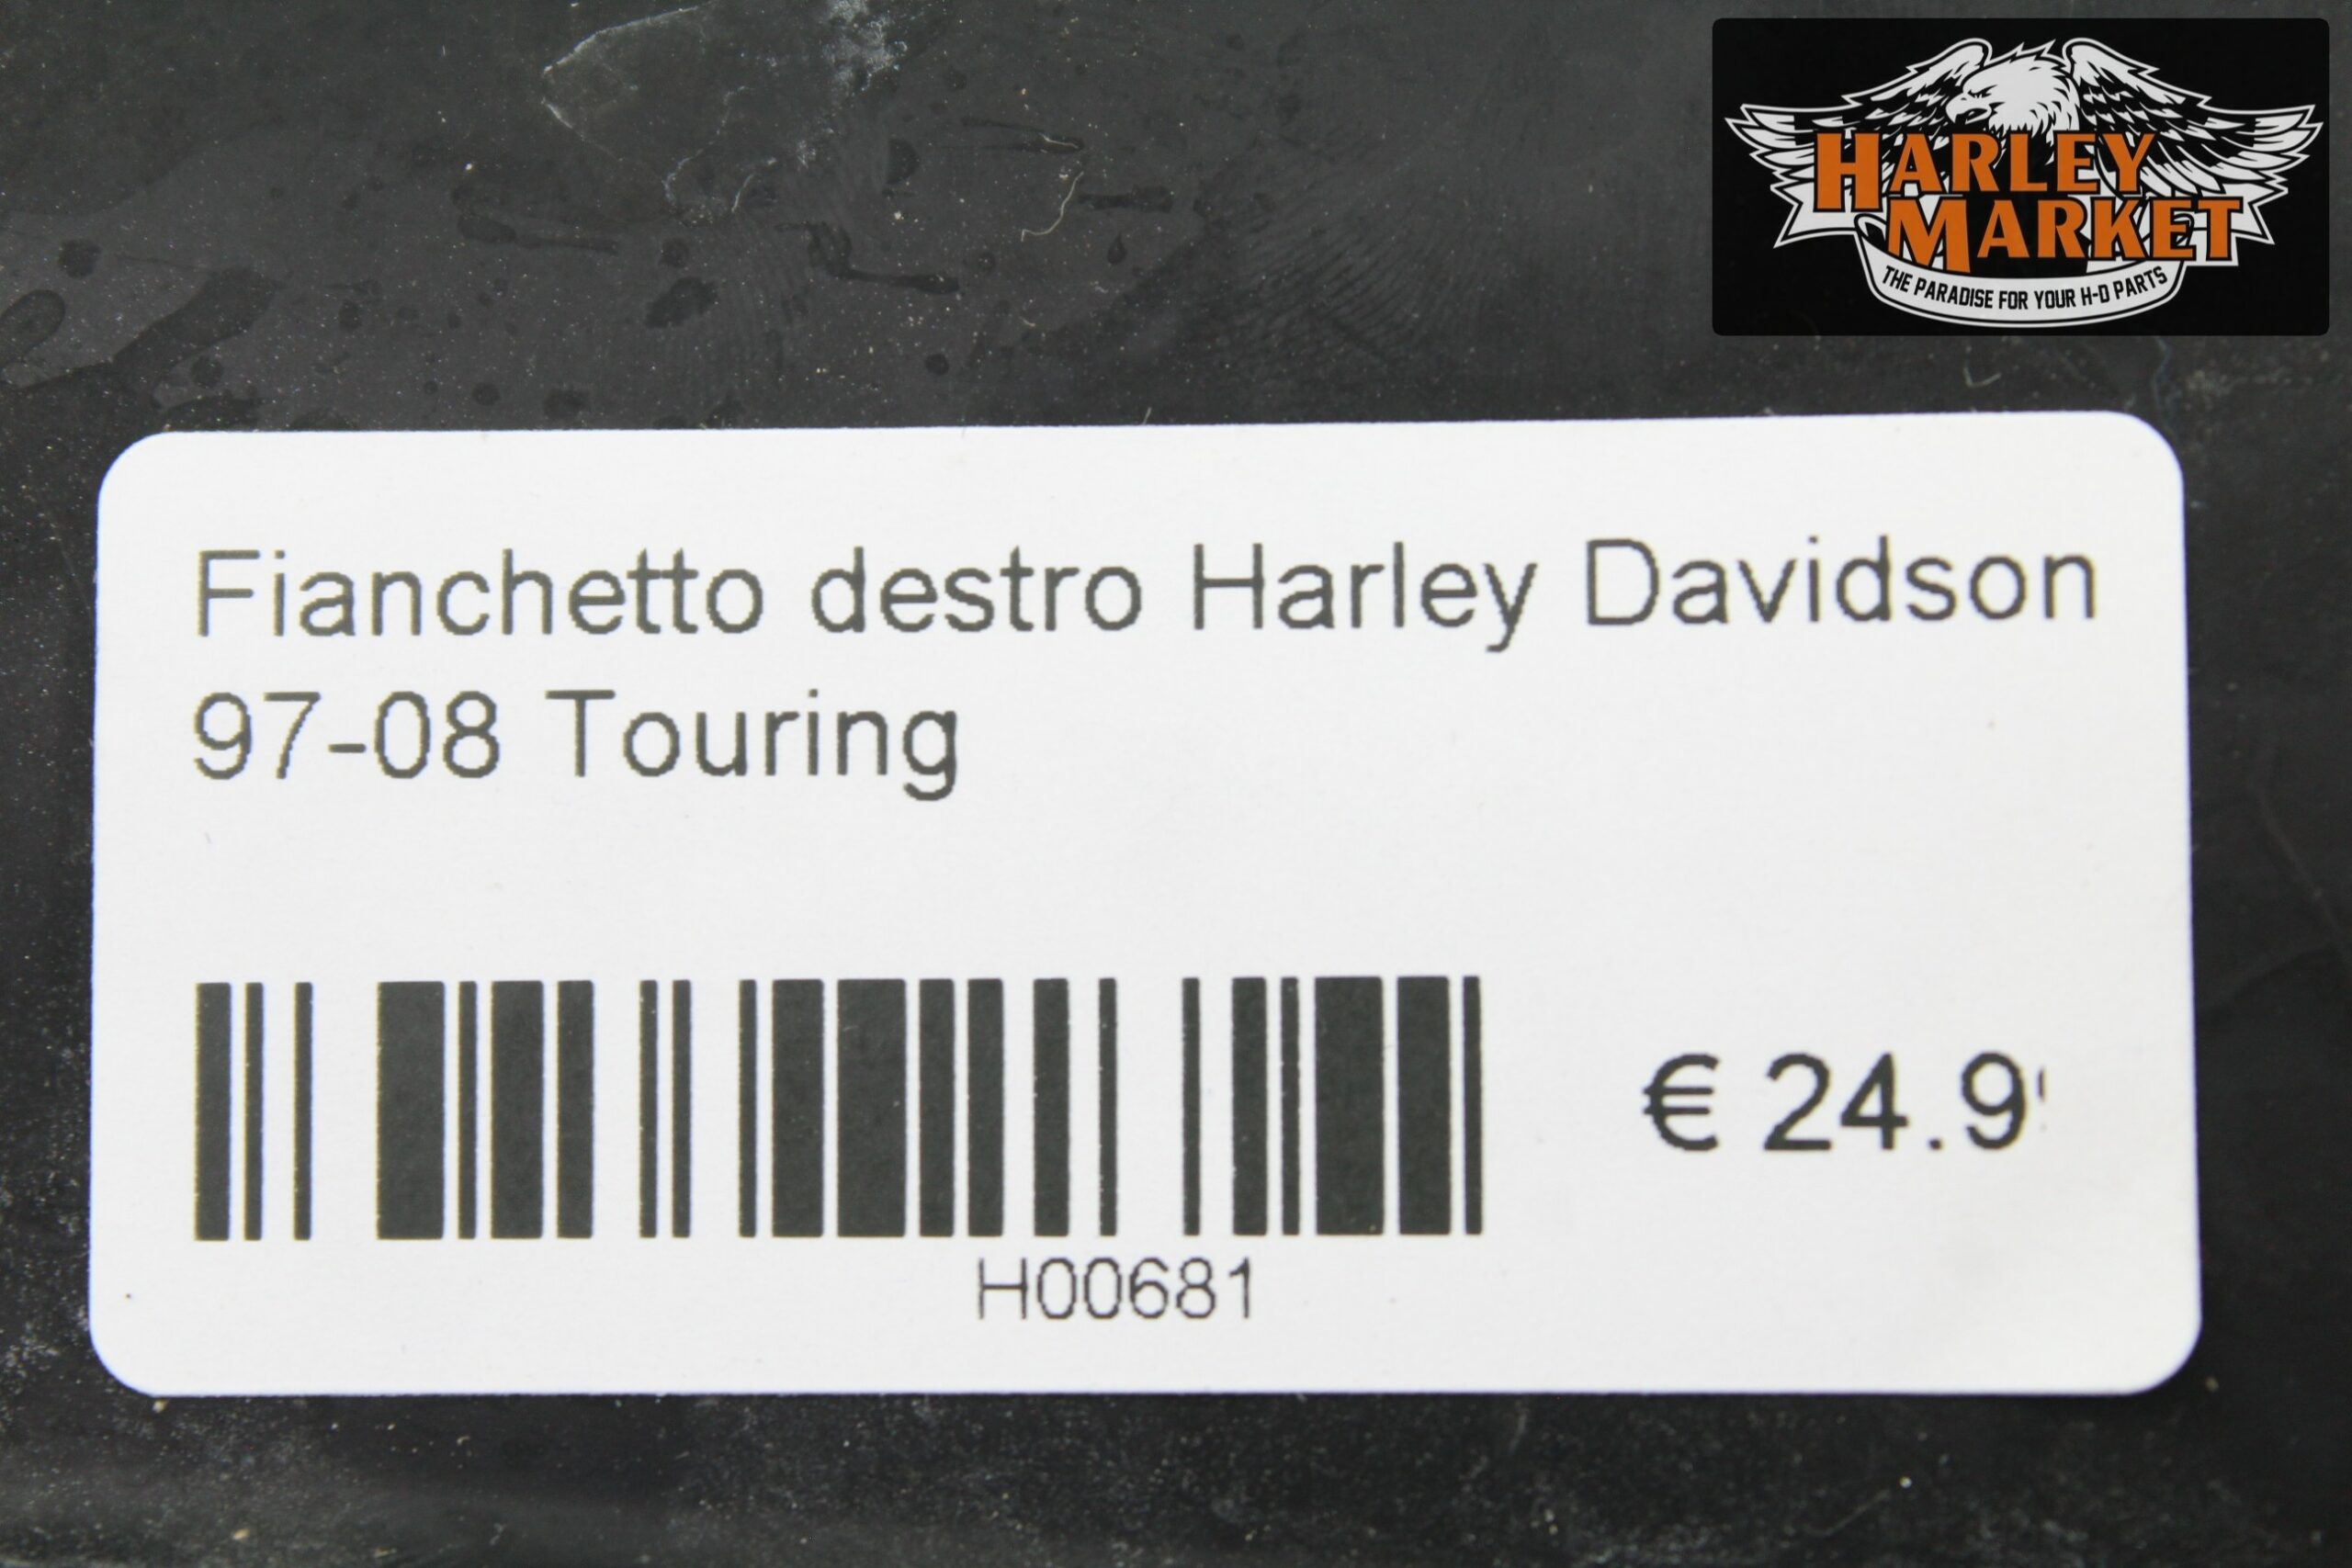 HARLEY
MARKET
THE PARADISE FOR YOUR H-D PARTS
Fianchetto destro Harley Davidson
97-08 Touring
€ 24.9
H00681